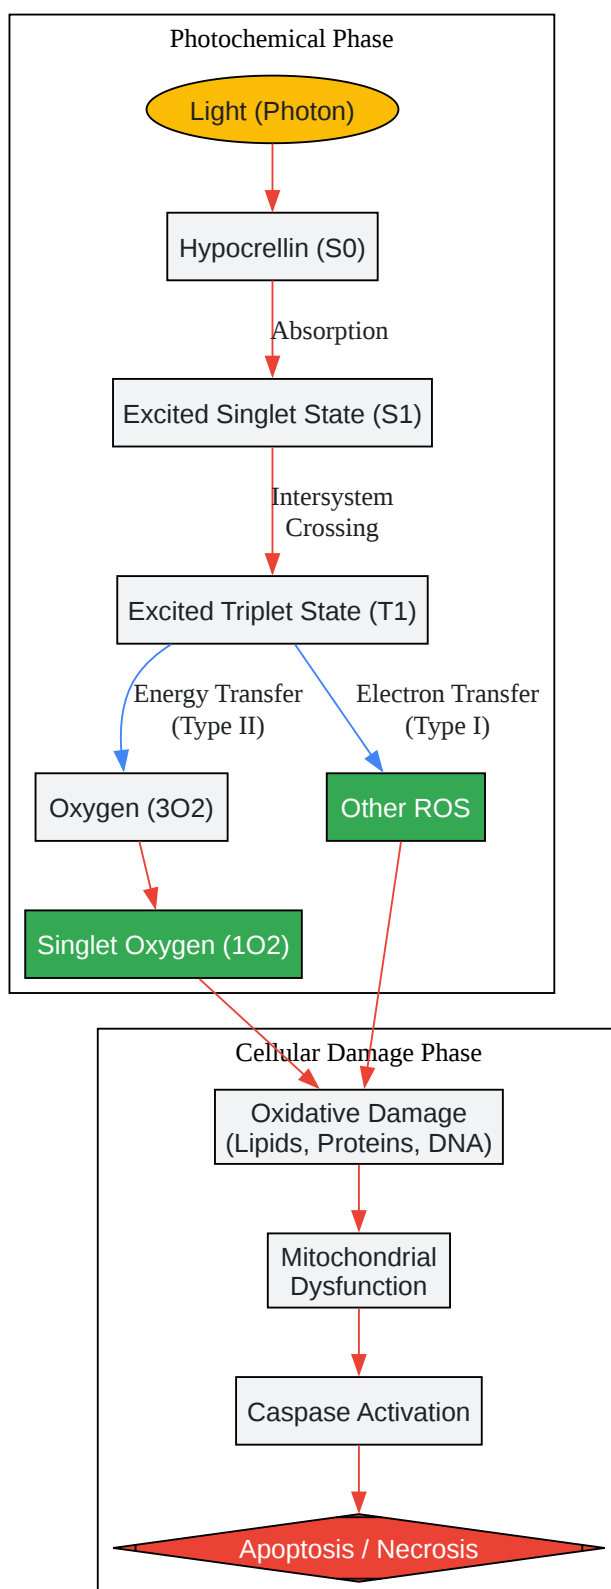 Photochemical Phase
Light (Photon)
Hypocrellin (S0)
Absorption
Excited Singlet State (S1)
Intersystem
Crossing
Excited Triplet State (T1)
Energy Transfer
(Type II)
Electron Transfer
(Type I)
Oxygen (3O2)
Other ROS
Singlet Oxygen (1O2)
Cellular Damage Phase
Oxidative Damage
(Lipids, Proteins, DNA)
Mitochondrial
Dysfunction
Caspase Activation
Apoptosis / Necrosis